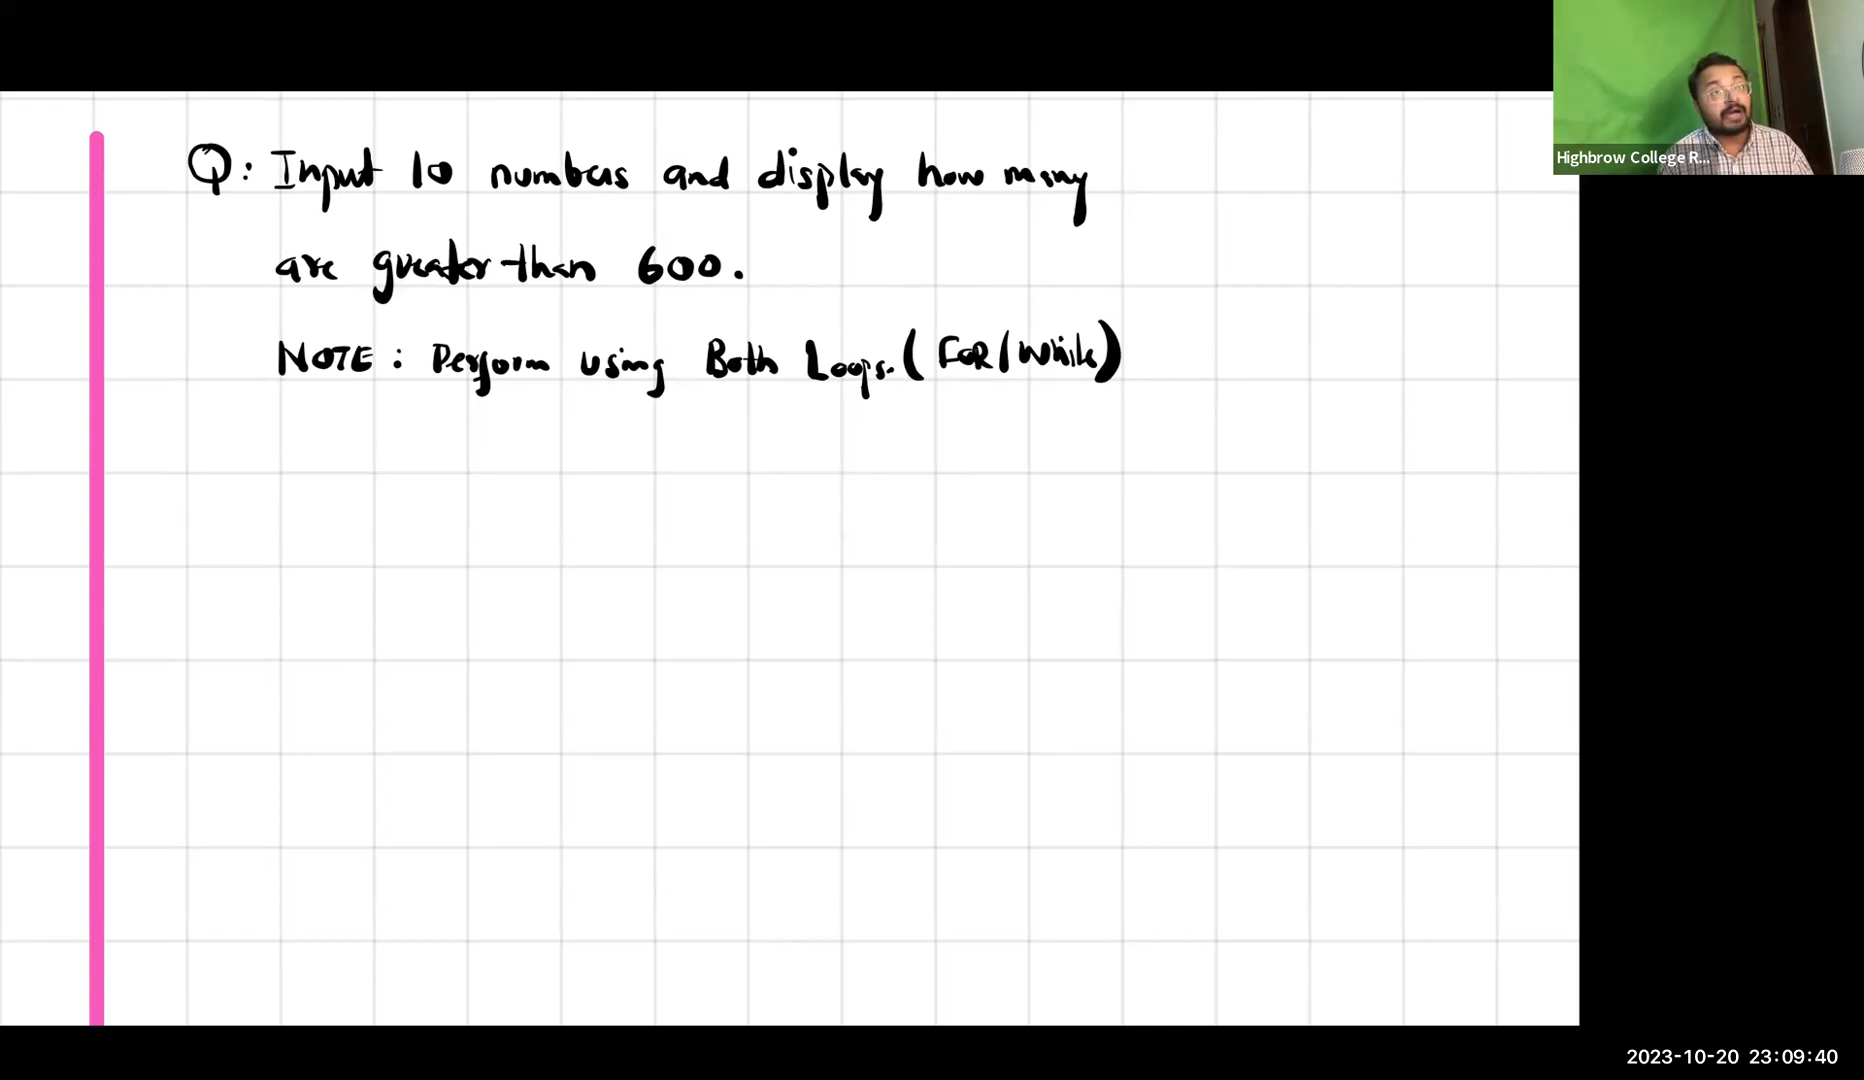 Q: Input 10 numbers and display how many
are greater than 600.
NOTE: Perform using Both Loops. (FOR/While)
Highbrow College R...
2023-10-20 23:09:40